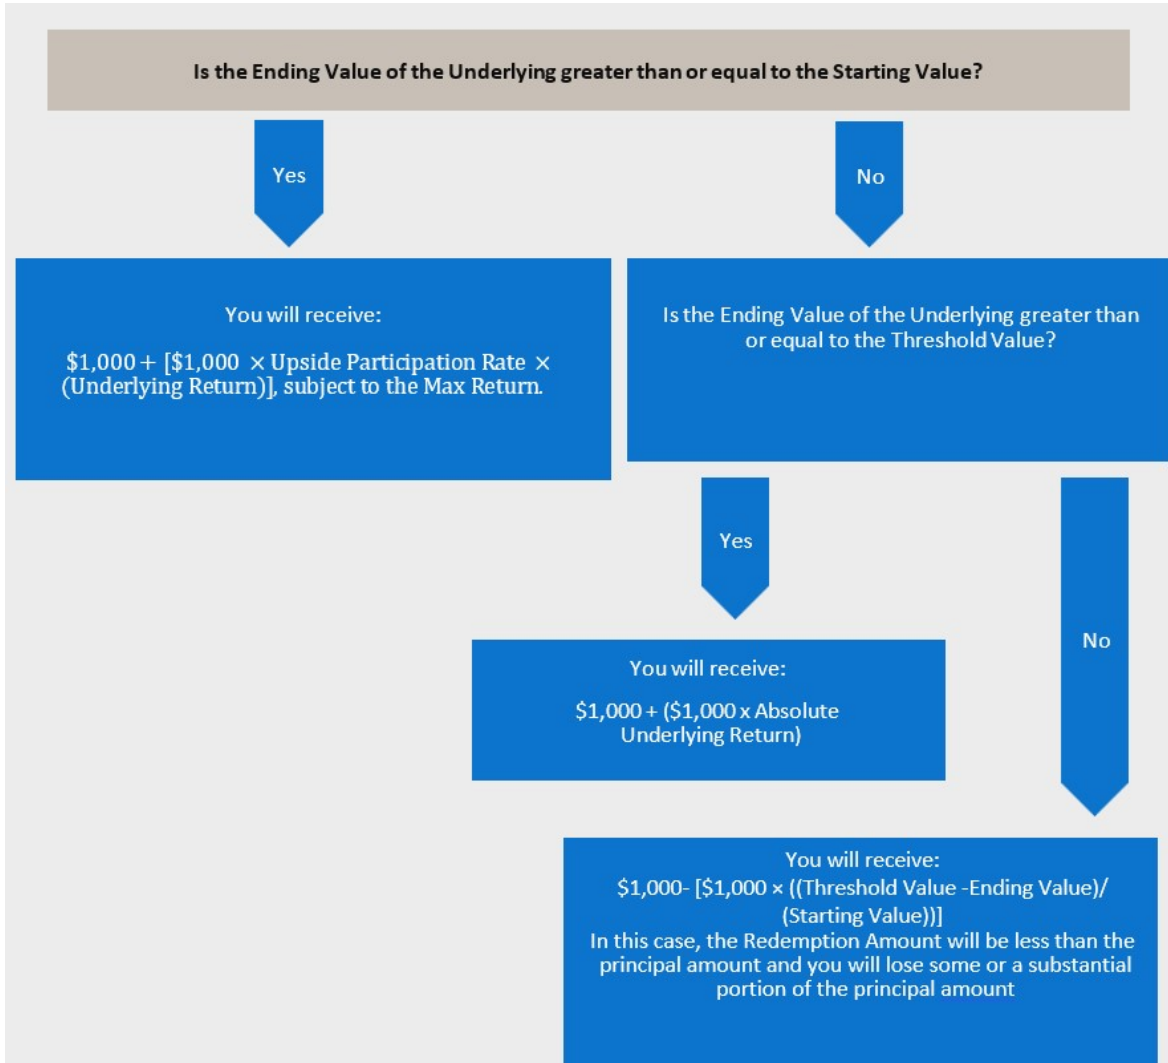 Is the Ending Value of the Underlying greater than or equal to the Starting Value?
Yes
No
You will receive:
$1,000 + [$1,000 × Upside Participation Rate ×
(Underlying Return)], subject to the Max Return.
Is the Ending Value of the Underlying greater than
or equal to the Threshold Value?
Yes
No
You will receive:
$1,000 + ($1,000 x Absolute
Underlying Return)
You will receive:
$1,000- [$1,000 × ((Threshold Value -Ending Value)/
(Starting Value))]
In this case, the Redemption Amount will be less than the
principal amount and you will lose some or a substantial
portion of the principal amount